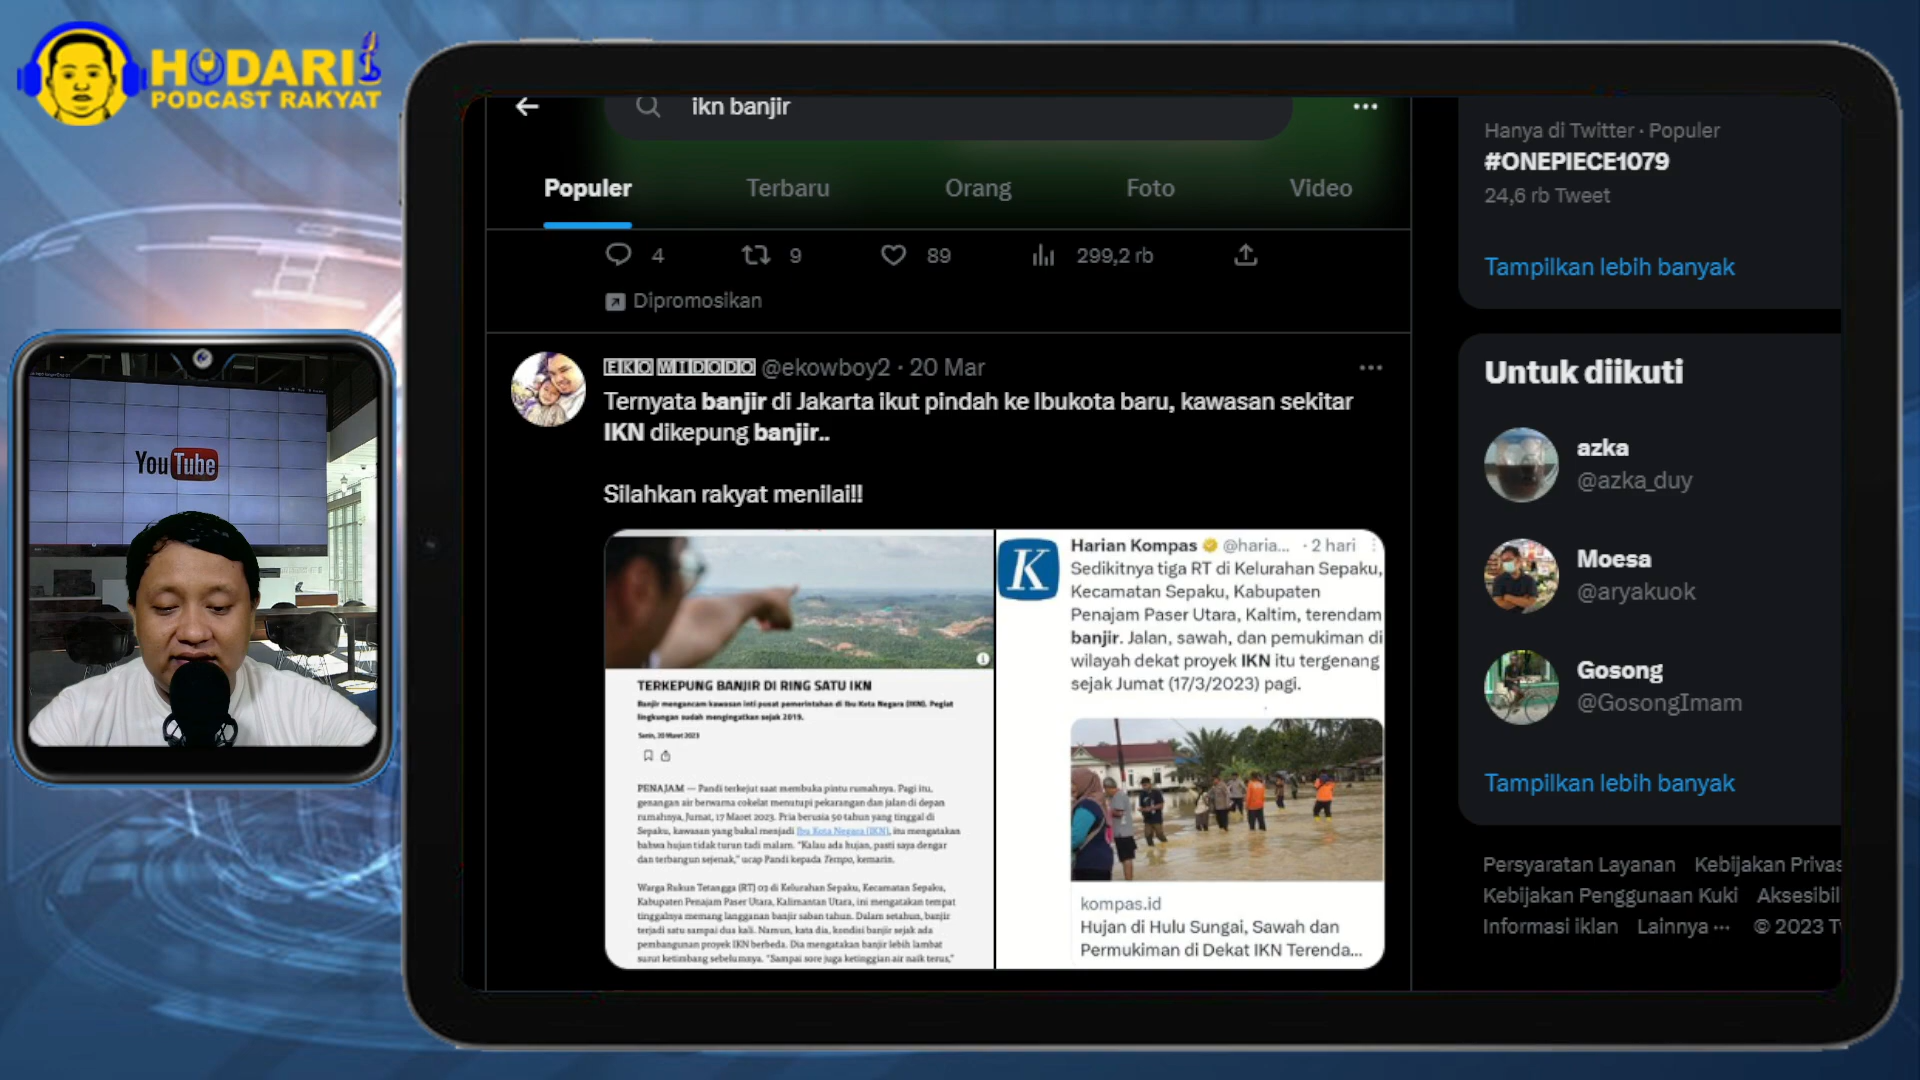 HODARI
PODCAST RAKYAT
YouTube
ikn banjir
Populer
Terbaru
Orang
Foto
Video
4
9
89
299,2 rb
Dipromosikan
EKO WIDODO @ekowboy2 · 20 Mar
Ternyata banjir di Jakarta ikut pindah ke Ibukota baru, kawasan sekitar
IKN dikepung banjir..
Silahkan rakyat menilai!!
TERKEPUNG BANJIR DI RING SATU IKN
Banjir mengancam kawasan inti pusat pemerintahan di Ibu Kota Negara (IKN). Pegiat
lingkungan sudah mengingatkan sejak 2019.
Senin, 20 Maret 2023
PENAJAM — Pandi terkejut saat membuka pintu rumahnya. Pagi itu,
genangan air berwarna cokelat menutupi pekarangan dan jalan di depan
rumahnya, Jumat, 17 Maret 2023. Pria berusia 50 tahun yang tinggal di
Sepaku, kawasan yang bakal menjadi Ibu Kota Negara (IKN), itu mengatakan
bahwa hujan tidak turun tadi malam. "Kalau ada hujan, pasti saya dengar
dan terbangun sejenak," ucap Pandi kepada Tempo, kemarin.
Warga Rukun Tetangga (RT) 03 di Kelurahan Sepaku, Kecamatan Sepaku,
Kabupaten Penajam Paser Utara, Kalimantan Utara, ini mengatakan tempat
tinggalnya memang langganan banjir saban tahun. Dalam setahun, banjir
terjadi satu sampai dua kali. Namun, kata dia, kondisi banjir sejak ada
pembangunan proyek IKN berbeda. Dia mengatakan banjir lebih lambat
surut ketimbang sebelumnya. "Sampai sore juga ketinggian air naik terus,"
Harian Kompas @haria... · 2 hari
Sedikitnya tiga RT di Kelurahan Sepaku,
Kecamatan Sepaku, Kabupaten
Penajam Paser Utara, Kaltim, terendam
banjir. Jalan, sawah, dan pemukiman di
wilayah dekat proyek IKN itu tergenang
sejak Jumat (17/3/2023) pagi.
kompas.id
Hujan di Hulu Sungai, Sawah dan
Permukiman di Dekat IKN Terenda...
Hanya di Twitter · Populer
#ONEPIECE1079
24,6 rb Tweet
Tampilkan lebih banyak
Untuk diikuti
azka
@azka_duy
Moesa
@aryakuok
Gosong
@GosongImam
Tampilkan lebih banyak
Persyaratan Layanan Kebijakan Privas
Kebijakan Penggunaan Kuki Aksesibil
Informasi iklan Lainnya ··· © 2023 Tw